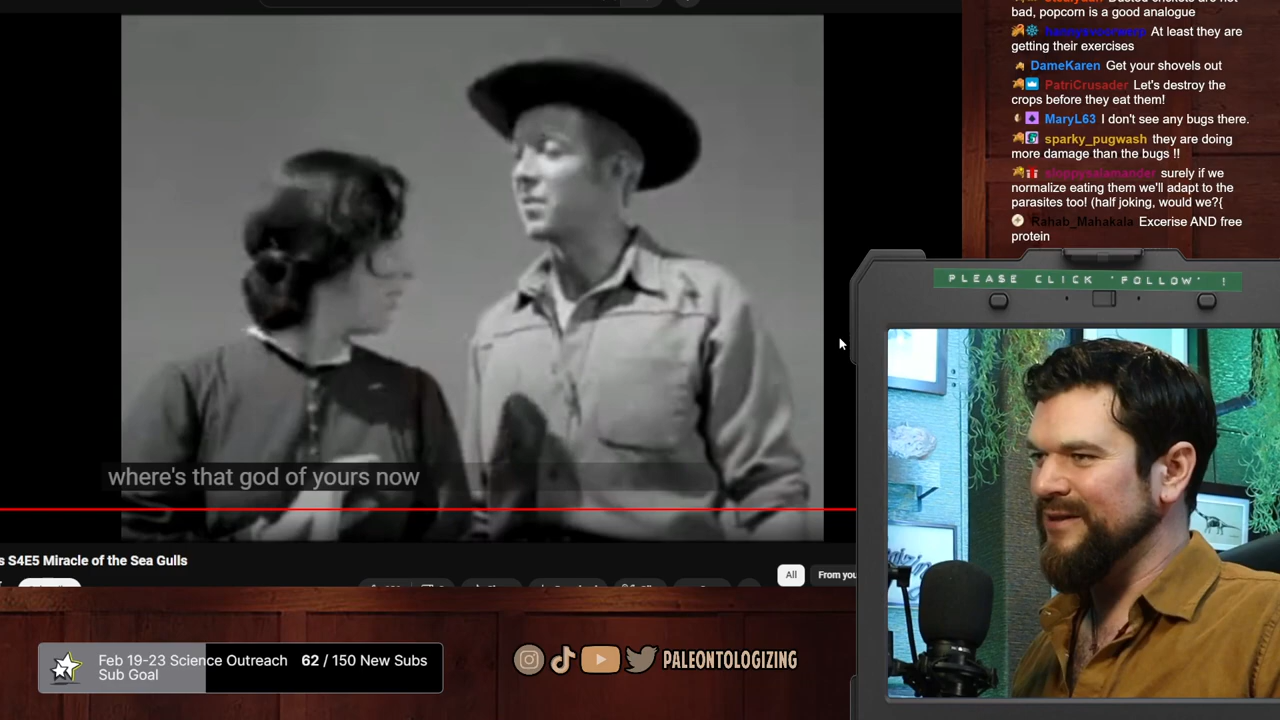 bad, popcorn is a good analogue
At least they are
getting their exercises
DameKaren Get your shovels out
PatriCrusader Let's destroy the
crops before they eat them!
MaryL63 I don't see any bugs there.
sparky_pugwash they are doing
more damage than the bugs !!
sloppysalamander surely if we
normalize eating them we'll adapt to the
parasites too! (half joking, would we?{
Rahab_Mahakala Excerise AND free
protein
PLEASE CLICK "FOLLOW" !
where's that god of yours now
s S4E5 Miracle of the Sea Gulls
All
From you
Feb 19-23 Science Outreach 62 / 150 New Subs
Sub Goal
PALEONTOLOGIZING